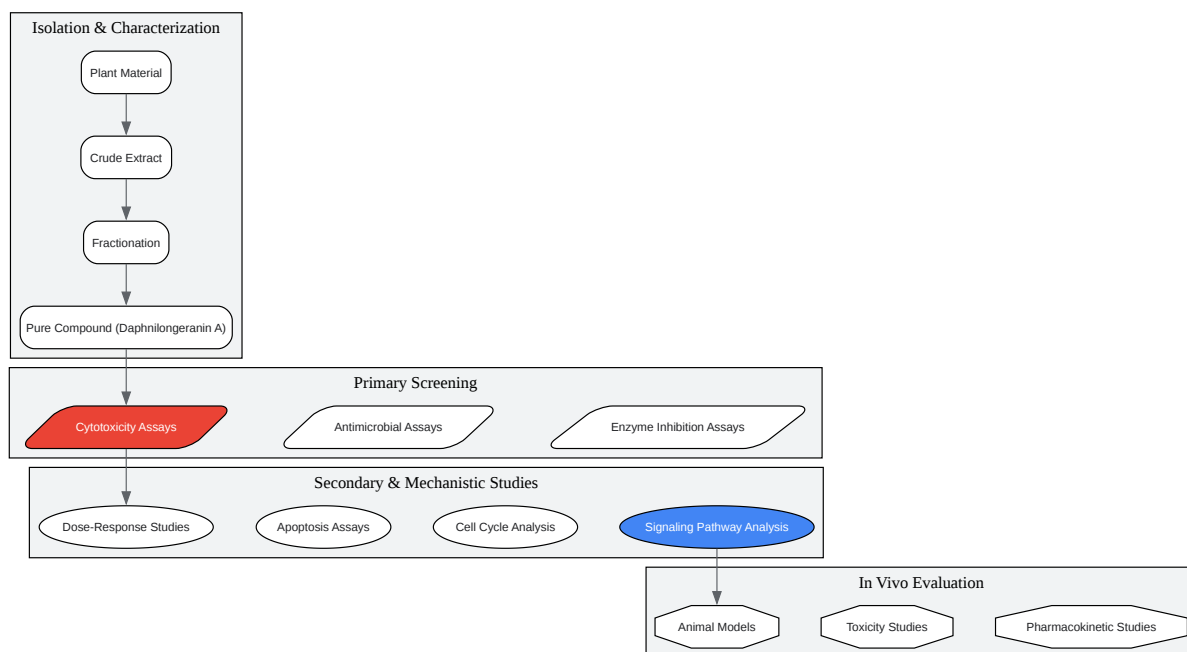 Isolation & Characterization
Plant Material
Crude Extract
Fractionation
Pure Compound (Daphnilongeranin A)
Primary Screening
Cytotoxicity Assays
Antimicrobial Assays
Enzyme Inhibition Assays
Secondary & Mechanistic Studies
Dose-Response Studies
Apoptosis Assays
Cell Cycle Analysis
Signaling Pathway Analysis
In Vivo Evaluation
Animal Models
Toxicity Studies
Pharmacokinetic Studies